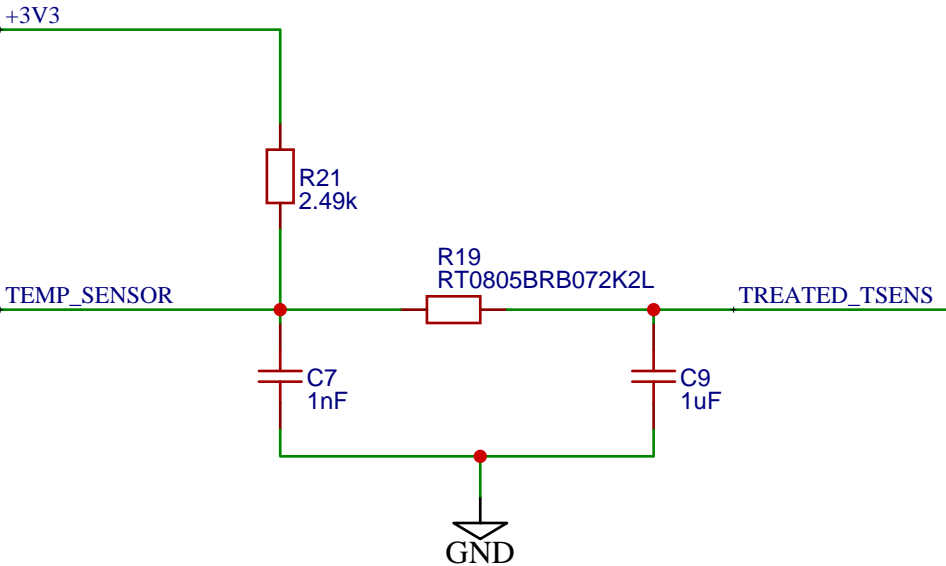 +3V3
R21
2.49k
R19
RT0805BRB072K2L
TEMP_SENSOR
TREATED_TSENS
C7
1nF
C9
1uF
GND